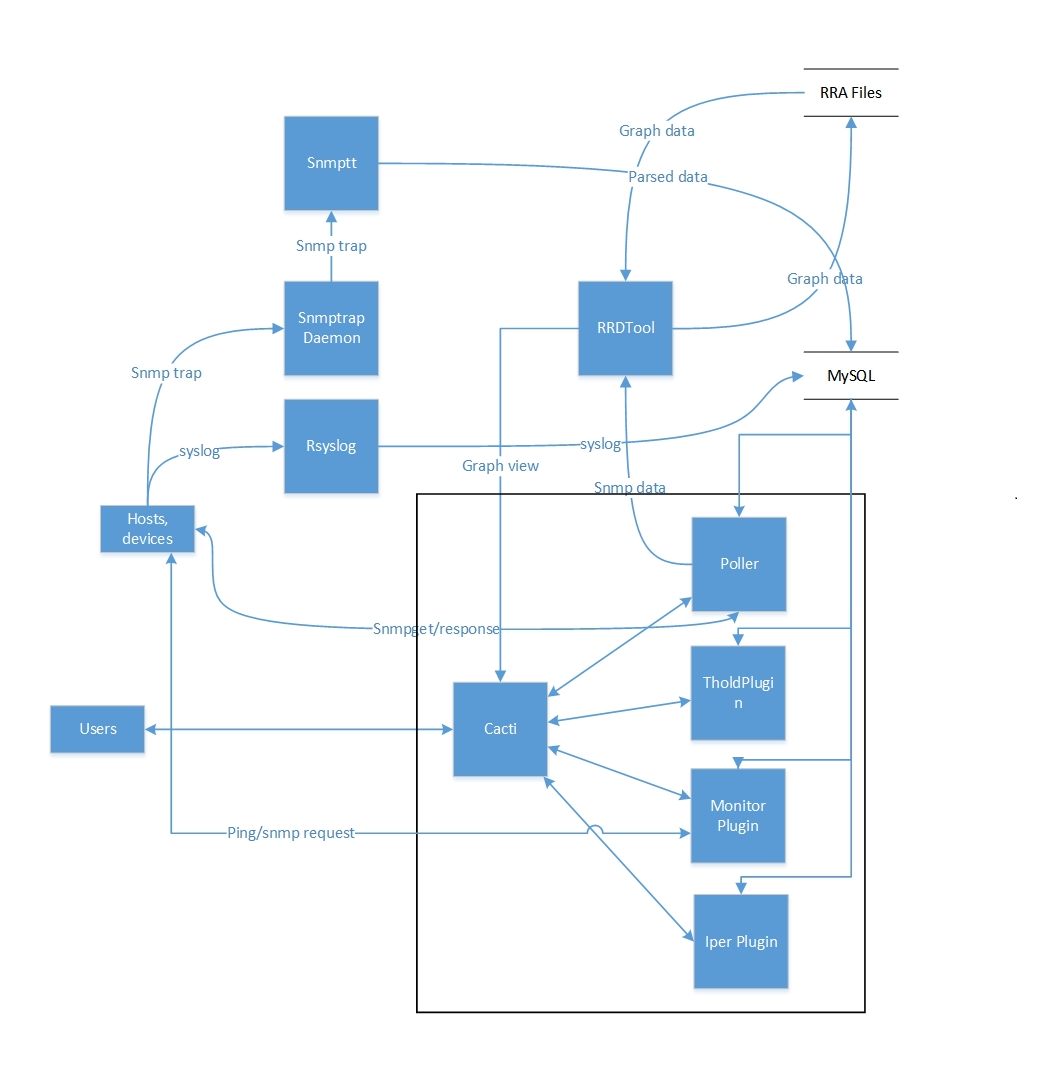 RRA Files
Graph data
Snmptt
Parsed data
Snmp trap
Graph data
Snmptrap
Daemon
RRDTool
Snmp trap
MySQL
syslog
Rsyslog
syslog
Graph view
Snmp data
Hosts,
devices
Poller
Snmpget/response
TholdPlugi
n
Users
Cacti
Monitor
Plugin
Ping/snmp request
Iper Plugin
.